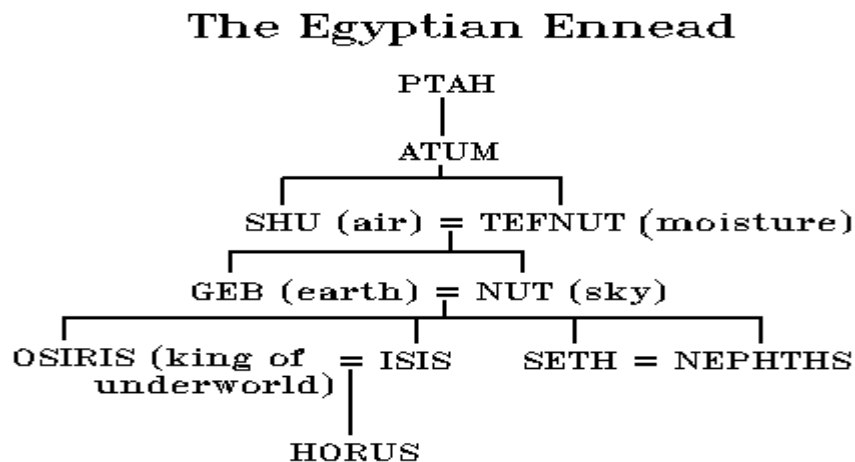 The Egyptian Ennead
PTAH
ATUM
SHU (air) = TEFNUT (moisture)
GEB (earth) = NUT (sky)
OSIRIS (king of = ISIS SETH = NEPHTHS
underworld)
HORUS